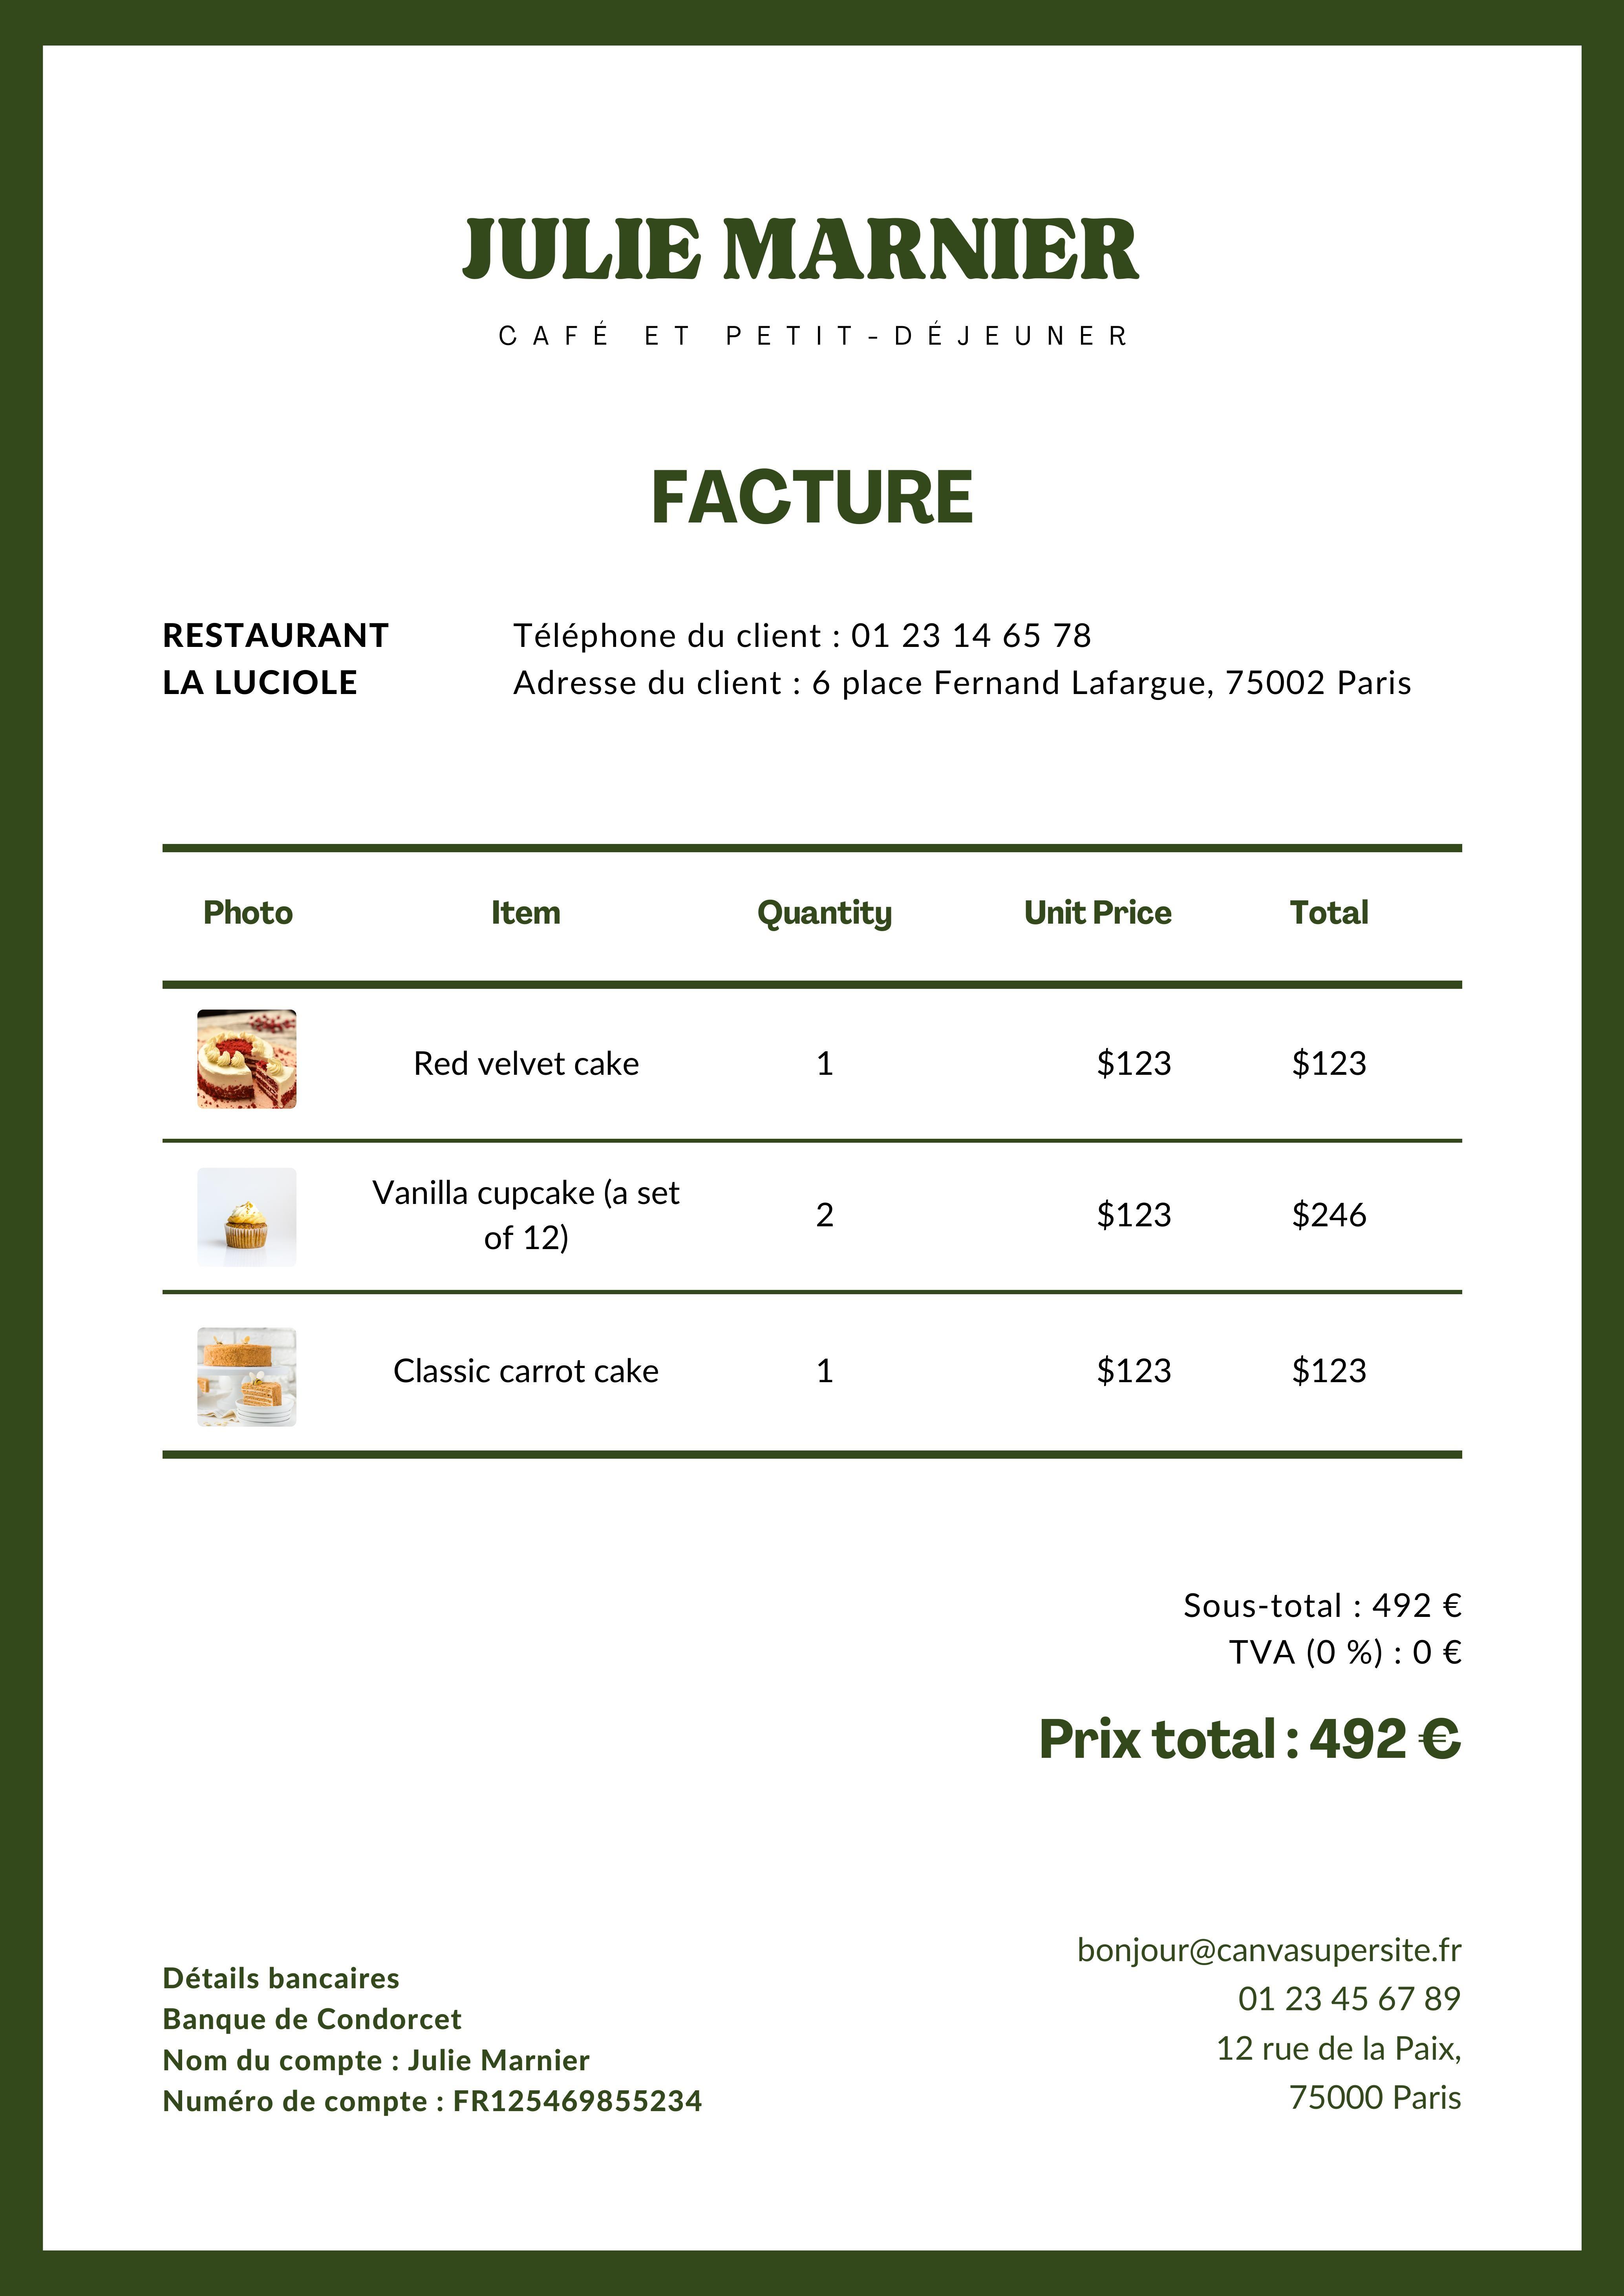 JULIE MARNIER
CAFÉ ET PETIT-DÉJEUNER
FACTURE
RESTAURANT
LA LUCIOLE
Téléphone du client : 01 23 14 65 78
Adresse du client : 6 place Fernand Lafargue, 75002 Paris
Photo Item Quantity Unit Price Total
Red velvet cake 1 $123 $123
Vanilla cupcake (a set
of 12) 2 $123 $246
Classic carrot cake 1 $123 $123
Sous-total : 492 €
TVA (0 %) : 0 €
Prix total : 492 €
Détails bancaires
Banque de Condorcet
Nom du compte : Julie Marnier
Numéro de compte : FR125469855234
bonjour@canvasupersite.fr
01 23 45 67 89
12 rue de la Paix,
75000 Paris